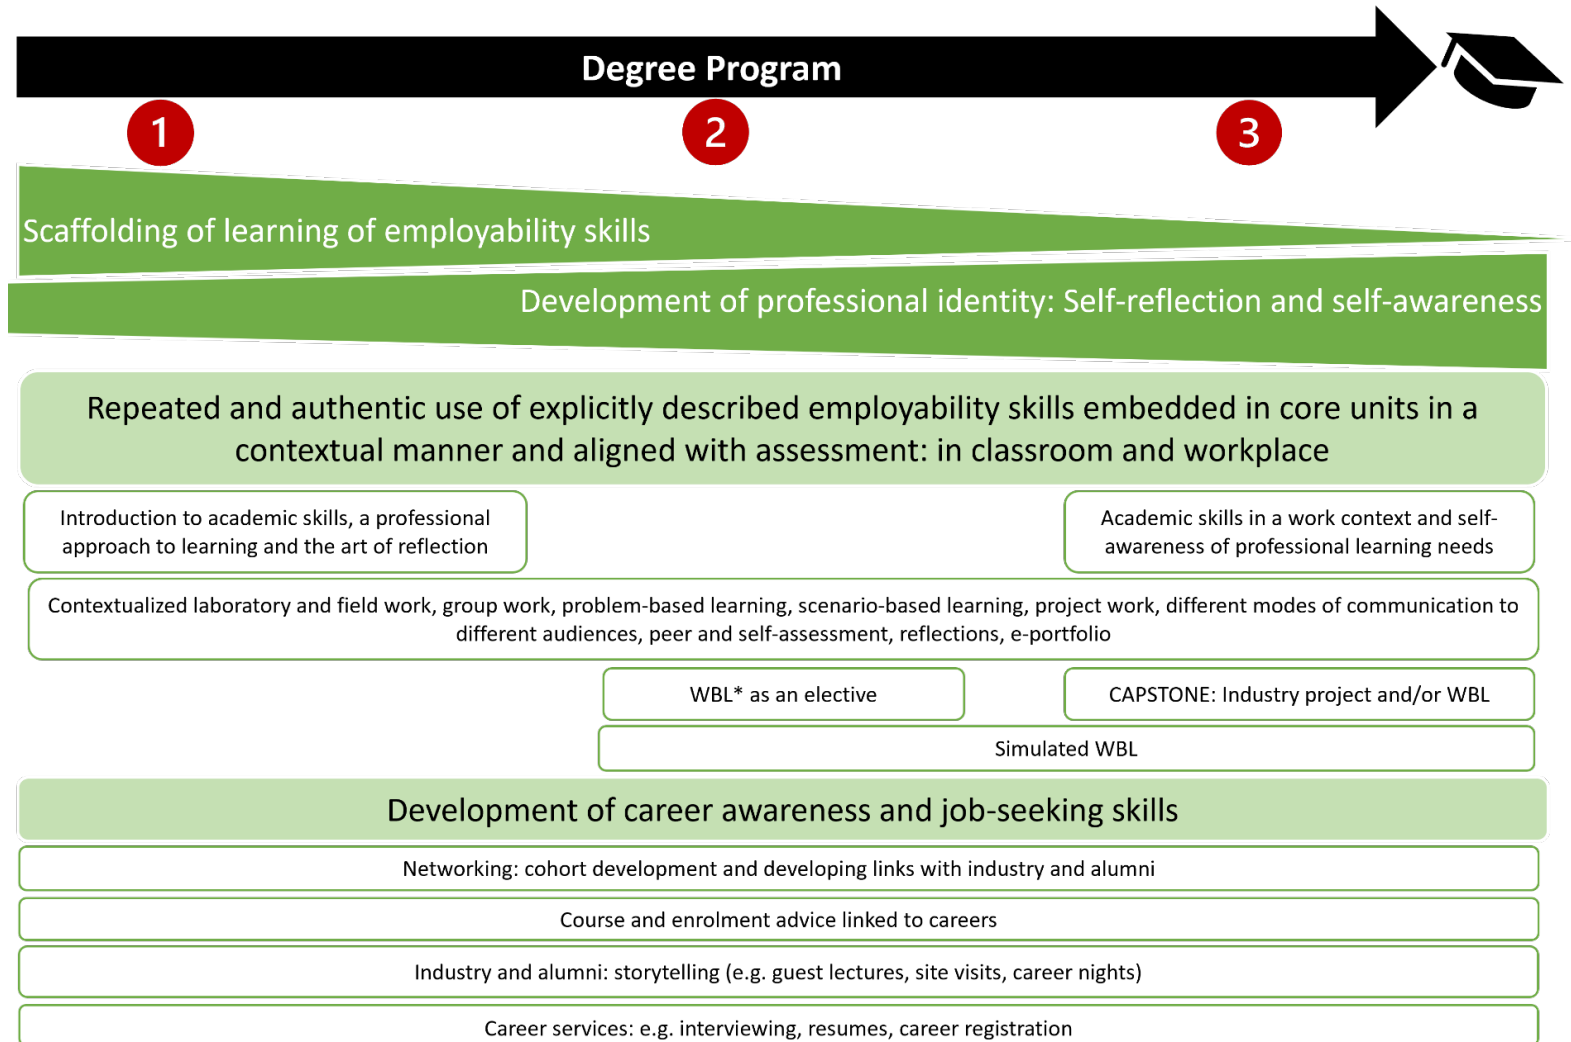 Degree Program
1
2
3
Scaffolding of learning of employability skills
Development of professional identity: Self-reflection and self-awareness
Repeated and authentic use of explicitly described employability skills embedded in core units in a
contextual manner and aligned with assessment: in classroom and workplace
Introduction to academic skills, a professional
approach to learning and the art of reflection
Academic skills in a work context and self-
awareness of professional learning needs
Contextualized laboratory and field work, group work, problem-based learning, scenario-based learning, project work, different modes of communication to
different audiences, peer and self-assessment, reflections, e-portfolio
WBL* as an elective
CAPSTONE: Industry project and/or WBL
Simulated WBL
Development of career awareness and job-seeking skills
Networking: cohort development and developing links with industry and alumni
Course and enrolment advice linked to careers
Industry and alumni: storytelling (e.g. guest lectures, site visits, career nights)
Career services: e.g. interviewing, resumes, career registration